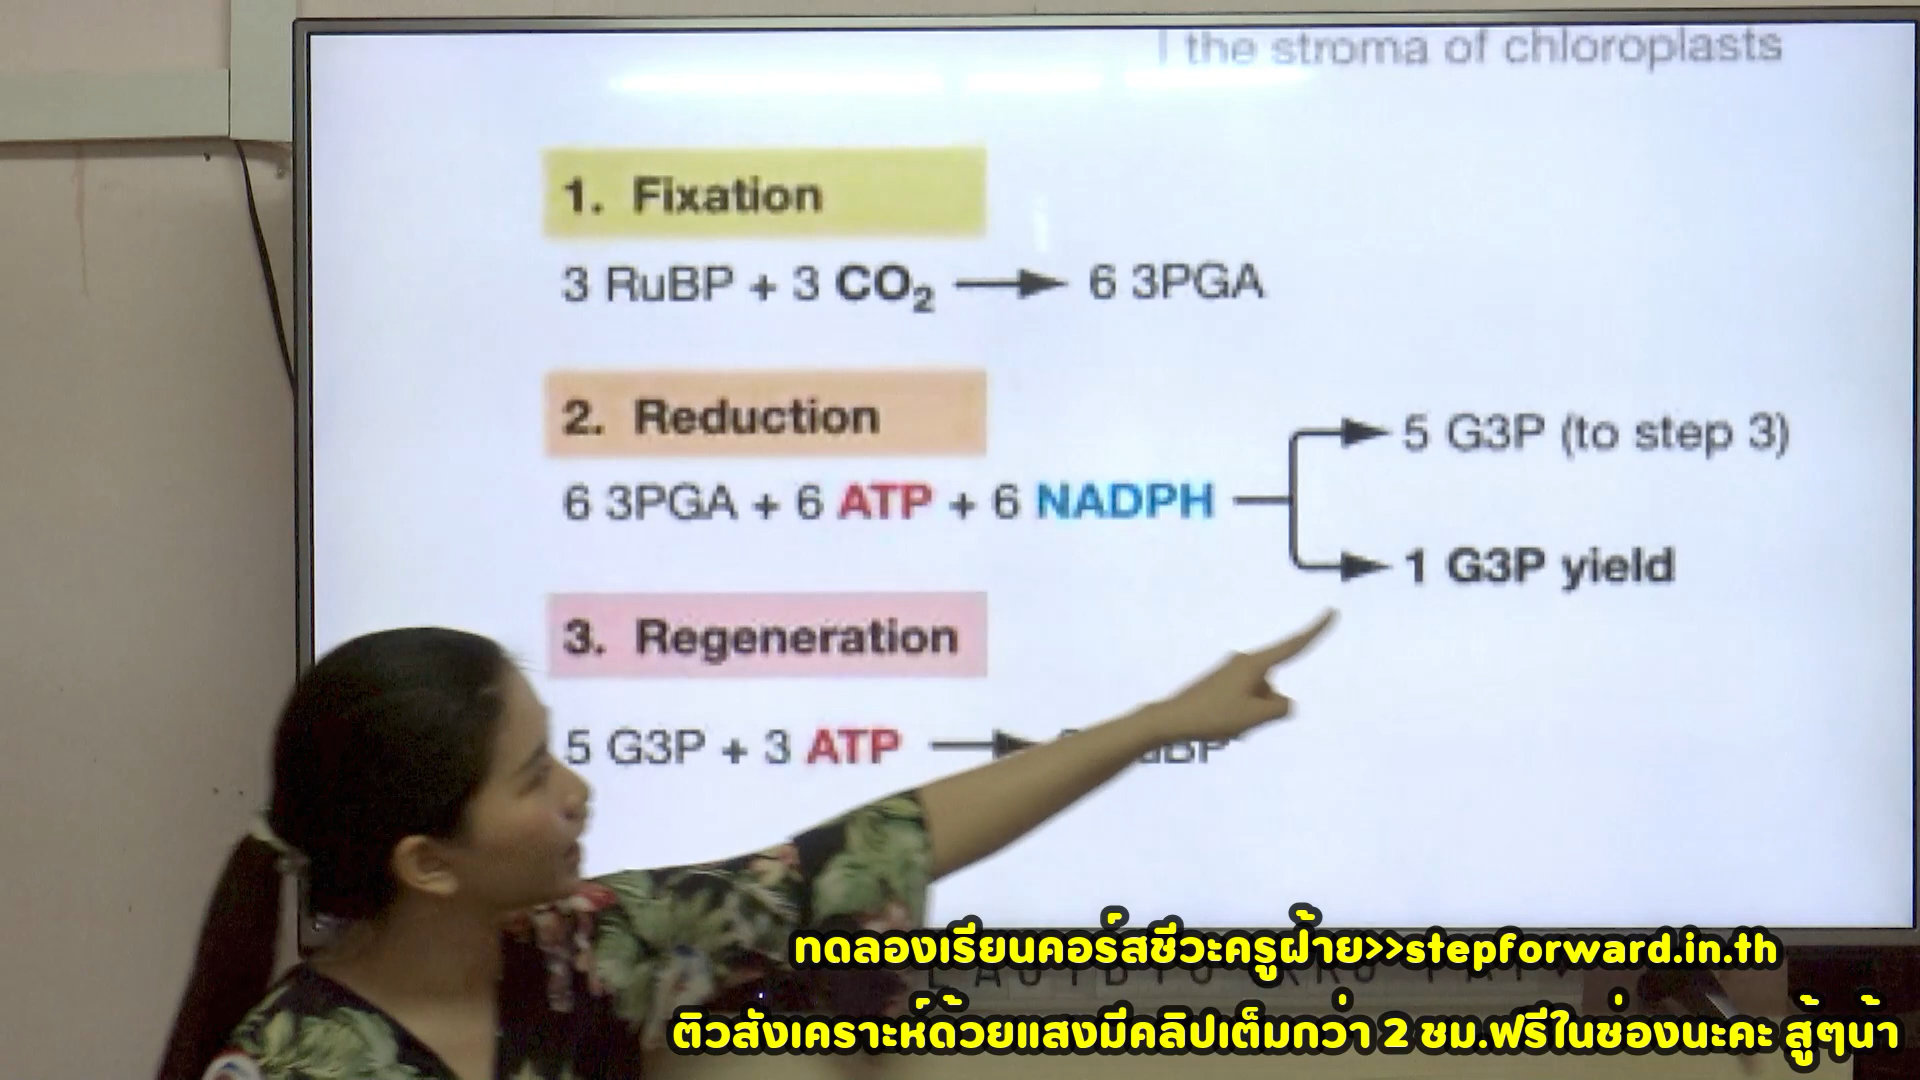 the stroma of chloroplasts
1. Fixation
3 RuBP + 3 CO₂ → 6 3PGA
2. Reduction
6 3PGA + 6 ATP + 6 NADPH
5 G3P (to step 3)
1 G3P yield
3. Regeneration
5 G3P + 3 ATP →
ทดลองเรียนคอร์สชีวะครูฝ้าย>>stepforward.in.th
ติวสังเคราะห์ด้วยแสงมีคลิปเต็มกว่า 2 ชม.ฟรีในช่องนะคะ สู้ๆน้า